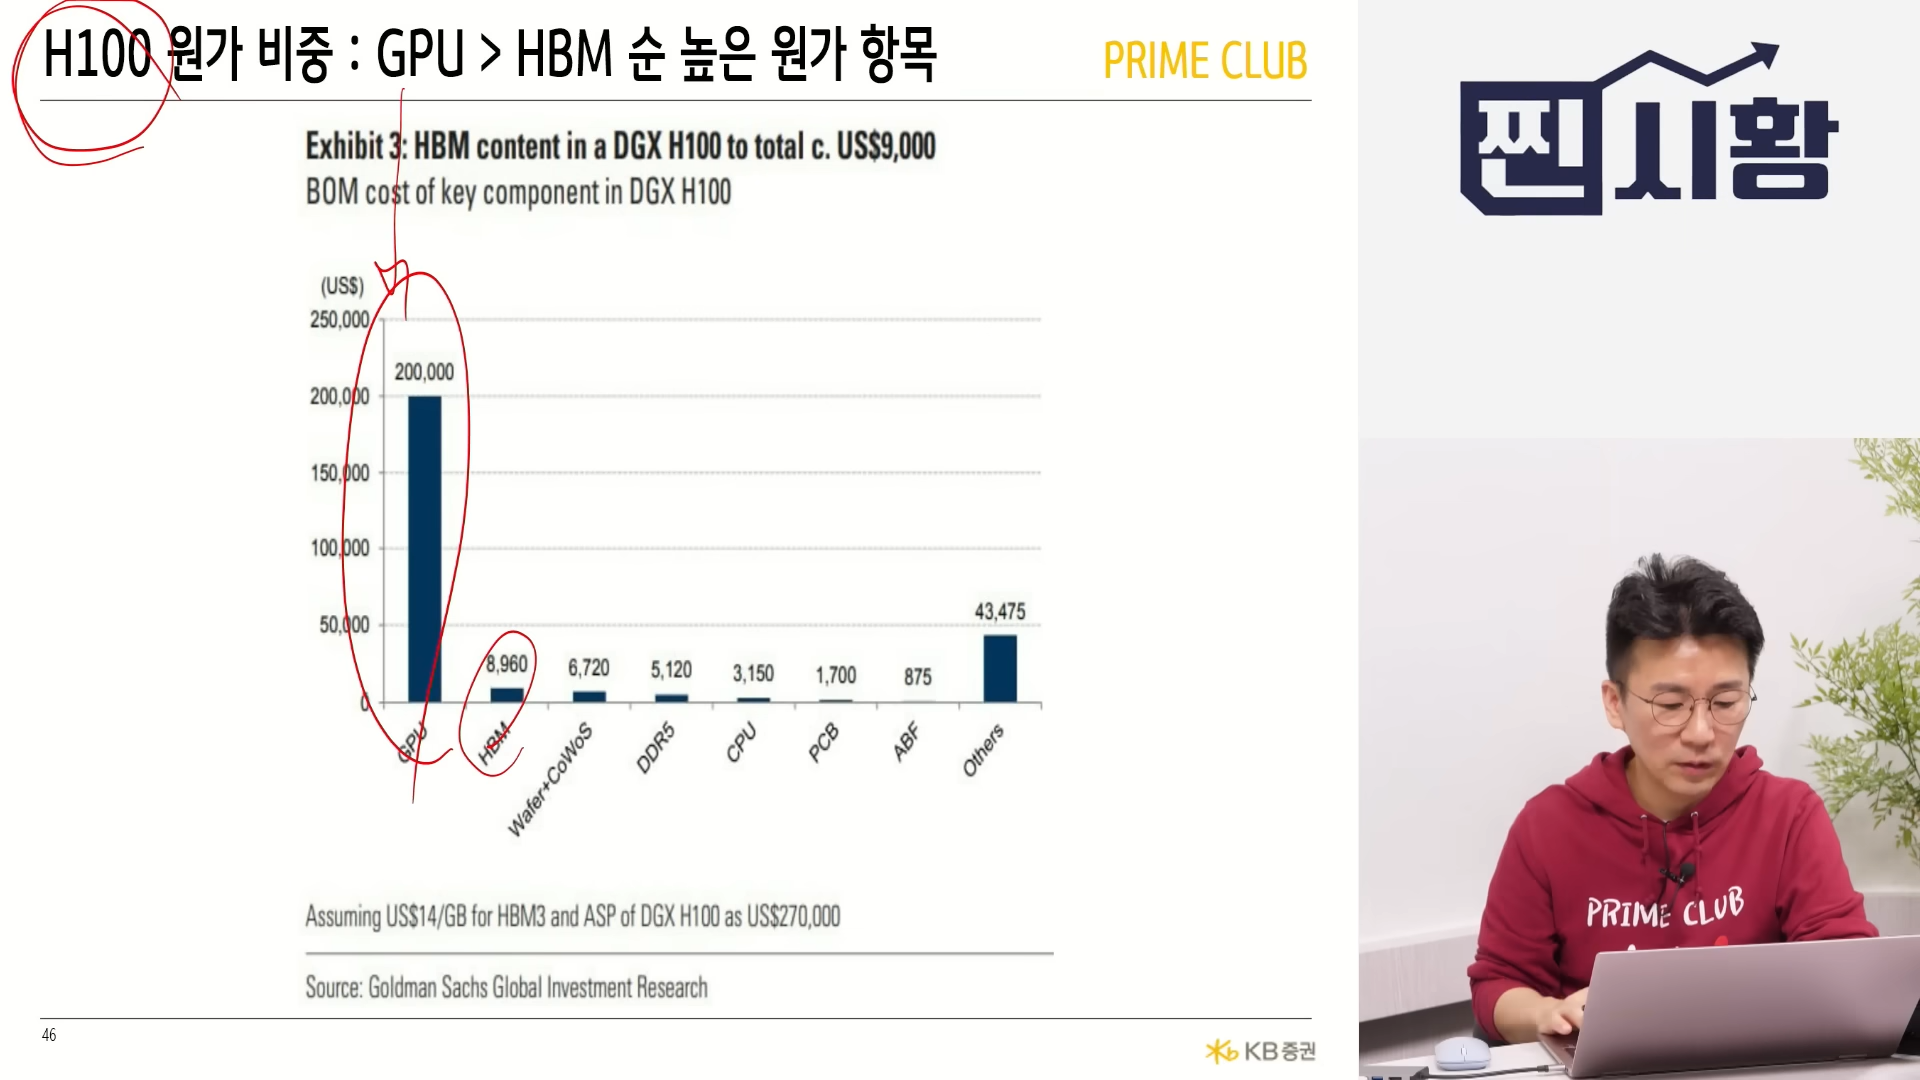 H100 원가 비중 : GPU > HBM 순 높은 원가 항목
PRIME CLUB
찐시황
Exhibit 3: HBM content in a DGX H100 to total c. US$9,000
BOM cost of key component in DGX H100
(US$)
250,000
200,000
150,000
100,000
50,000
0
200,000
8,960
6,720
5,120
3,150
1,700
875
43,475
GPU
HBM
Wafer+CoWoS
DDR5
CPU
PCB
ABF
Others
Assuming US$14/GB for HBM3 and ASP of DGX H100 as US$270,000
Source: Goldman Sachs Global Investment Research
46
KB증권
PRIME CLUB